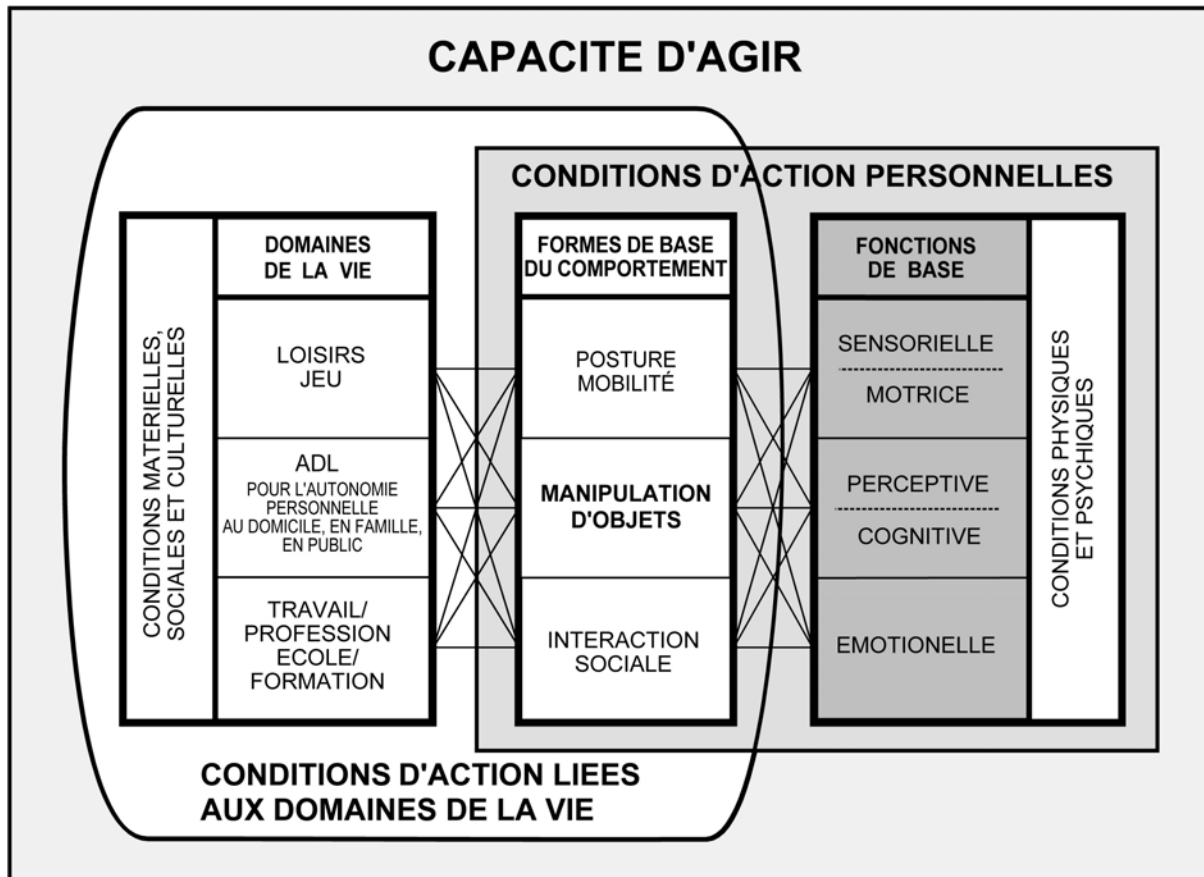 CAPACITE D'AGIR
CONDITIONS D'ACTION PERSONNELLES
CONDITIONS MATERIELLES,
SOCIALES ET CULTURELLES
DOMAINES
DE LA VIE
LOISIRS
JEU
ADL
POUR L'AUTONOMIE
PERSONNELLE
AU DOMICILE, EN FAMILLE,
EN PUBLIC
TRAVAIL/
PROFESSION
ECOLE/
FORMATION
FORMES DE BASE
DU COMPORTEMENT
POSTURE
MOBILITÉ
MANIPULATION
D'OBJETS
INTERACTION
SOCIALE
FONCTIONS
DE BASE
SENSORIELLE
MOTRICE
PERCEPTIVE
COGNITIVE
EMOTIONELLE
CONDITIONS PHYSIQUES
ET PSYCHIQUES
CONDITIONS D'ACTION LIEES
AUX DOMAINES DE LA VIE